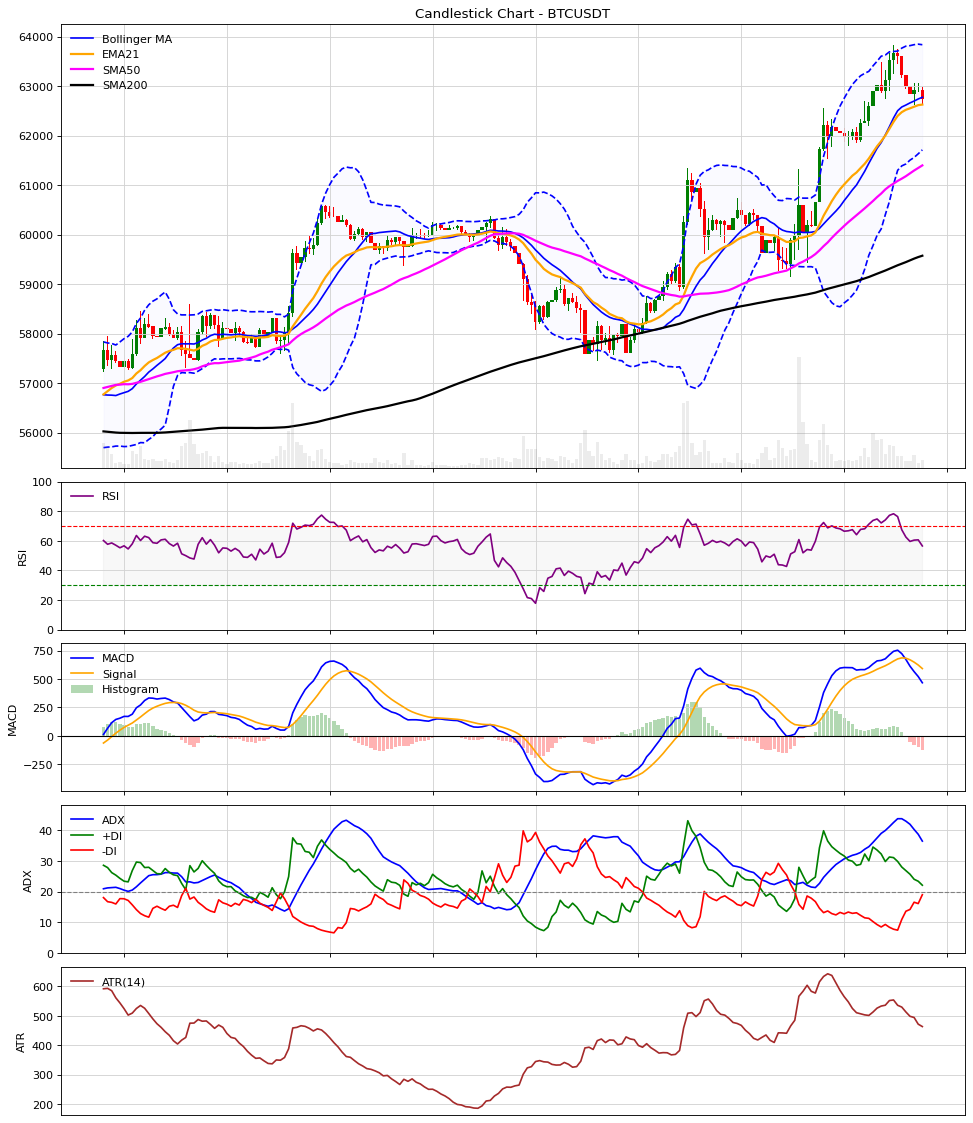 Candlestick Chart - BTCUSDT
64000
63000
62000
61000
60000
59000
58000
57000
56000
Bollinger MA
EMA21
SMA50
SMA200
100
80
60
40
20
0
RSI
RSI
750
500
250
0
−250
MACD
MACD
Signal
Histogram
40
30
20
10
0
ADX
ADX
+DI
-DI
600
500
400
300
200
ATR
ATR(14)